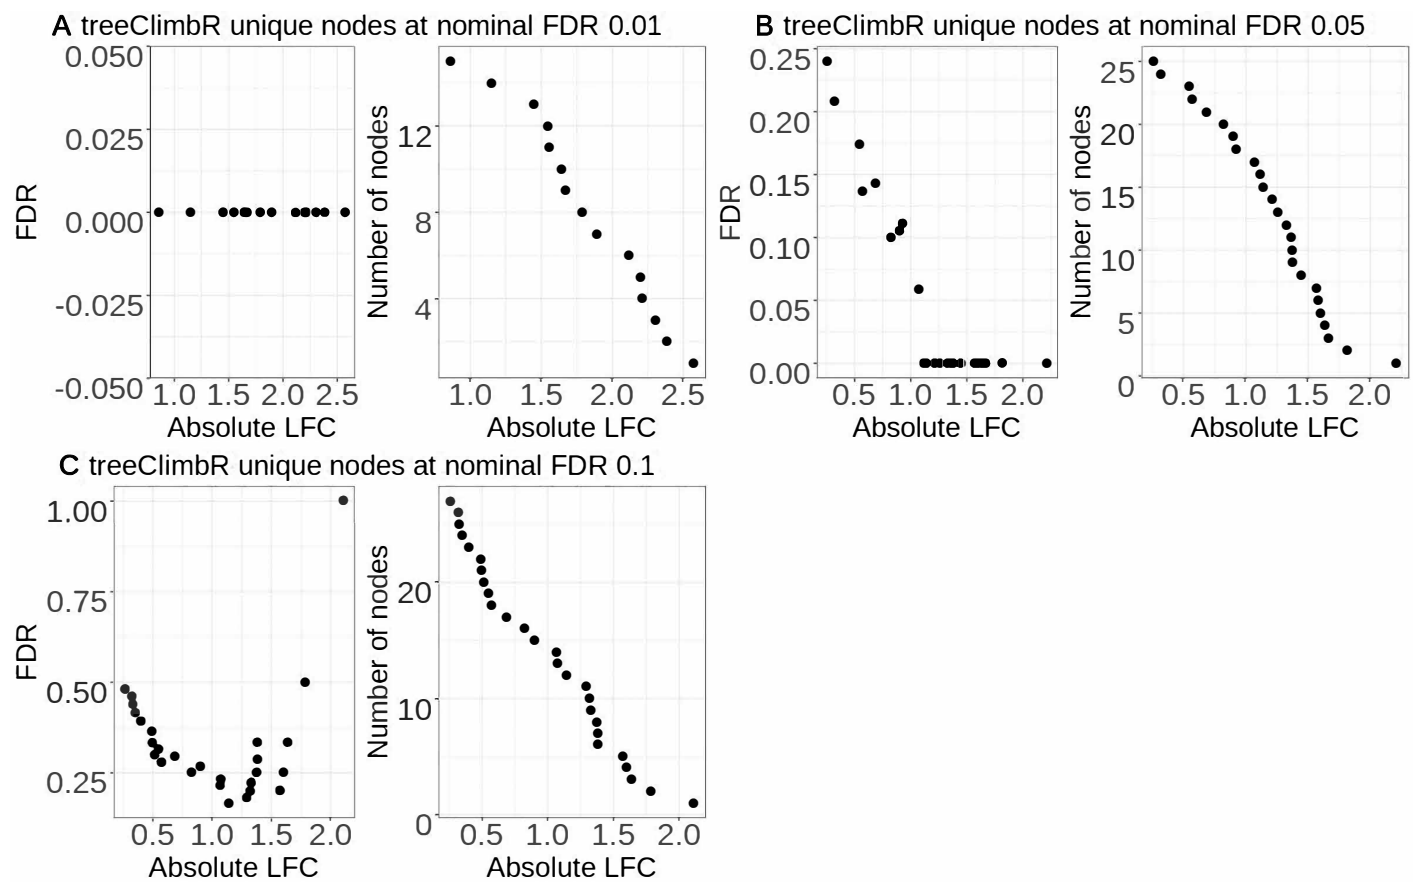 A treeClimbR unique nodes at nominal FDR 0.01
0.050
0.025
0.000
-0.025
-0.050
FDR
1.0 1.5 2.0 2.5
Absolute LFC
12
8
4
Number of nodes
1.0 1.5 2.0 2.5
Absolute LFC
B treeClimbR unique nodes at nominal FDR 0.05
0.25
0.20
0.15
0.10
0.05
0.00
FDR
0.5 1.0 1.5 2.0
Absolute LFC
25
20
15
10
5
0
Number of nodes
0.5 1.0 1.5 2.0
Absolute LFC
C treeClimbR unique nodes at nominal FDR 0.1
1.00
0.75
0.50
0.25
FDR
0.5 1.0 1.5 2.0
Absolute LFC
20
10
0
Number of nodes
0.5 1.0 1.5 2.0
Absolute LFC